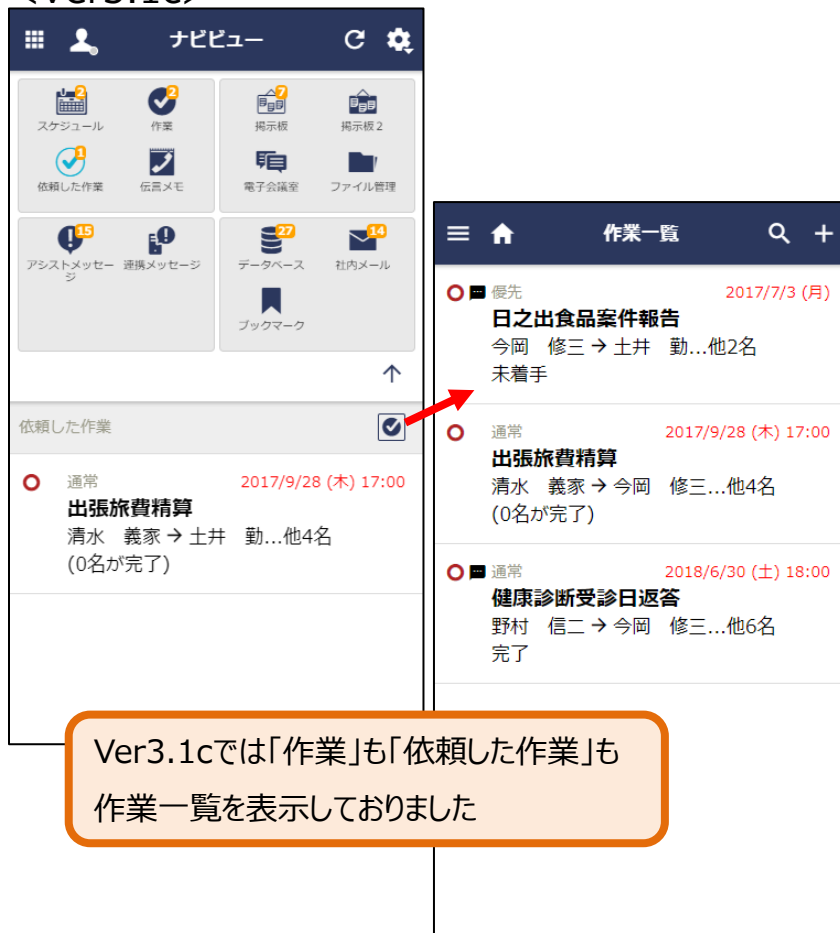 <Ver3.1c>
ナビビュー
2
2
7
スケジュール
作業
掲示板
掲示板2
1
依頼した作業
伝言メモ
電子会議室
ファイル管理
15
27
14
アシストメッセー
ジ
連携メッセージ
データベース
社内メール
ブックマーク
依頼した作業
通常 2017/9/28 (木) 17:00
出張旅費精算
清水 義家→土井 勤...他4名
(0名が完了)
作業一覧
優先 2017/7/3 (月)
日之出食品案件報告
今岡 修三→土井 勤...他2名
未着手
通常 2017/9/28 (木) 17:00
出張旅費精算
清水 義家→今岡 修三...他4名
(0名が完了)
通常 2018/6/30 (土) 18:00
健康診断受診日返答
野村 信二→今岡 修三...他6名
完了
Ver3.1cでは「作業」も「依頼した作業」も
作業一覧を表示しておりました